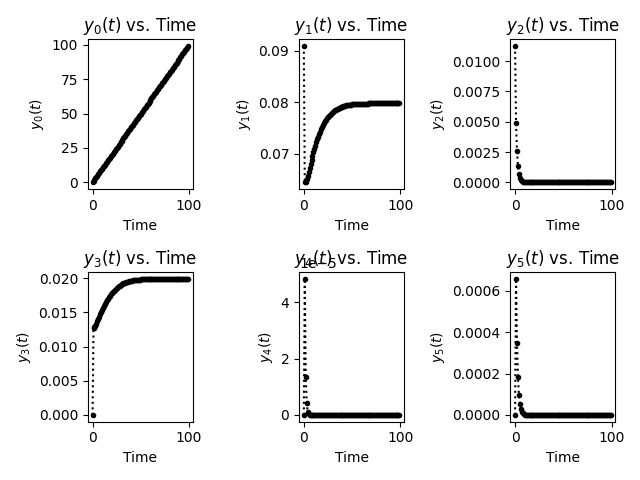 y₀(t) vs. Time
100
75
50
25
0
y₀(t)
0
100
Time
y₁(t) vs. Time
0.09
0.08
0.07
y₁(t)
0
100
Time
y₂(t) vs. Time
0.0100
0.0075
0.0050
0.0025
0.0000
y₂(t)
0
100
Time
y₃(t) vs. Time
0.020
0.015
0.010
0.005
0.000
y₃(t)
0
100
Time
y₄(t) vs. Time
1e−5
4
2
0
y₄(t)
0
100
Time
y₅(t) vs. Time
0.0006
0.0004
0.0002
0.0000
y₅(t)
0
100
Time